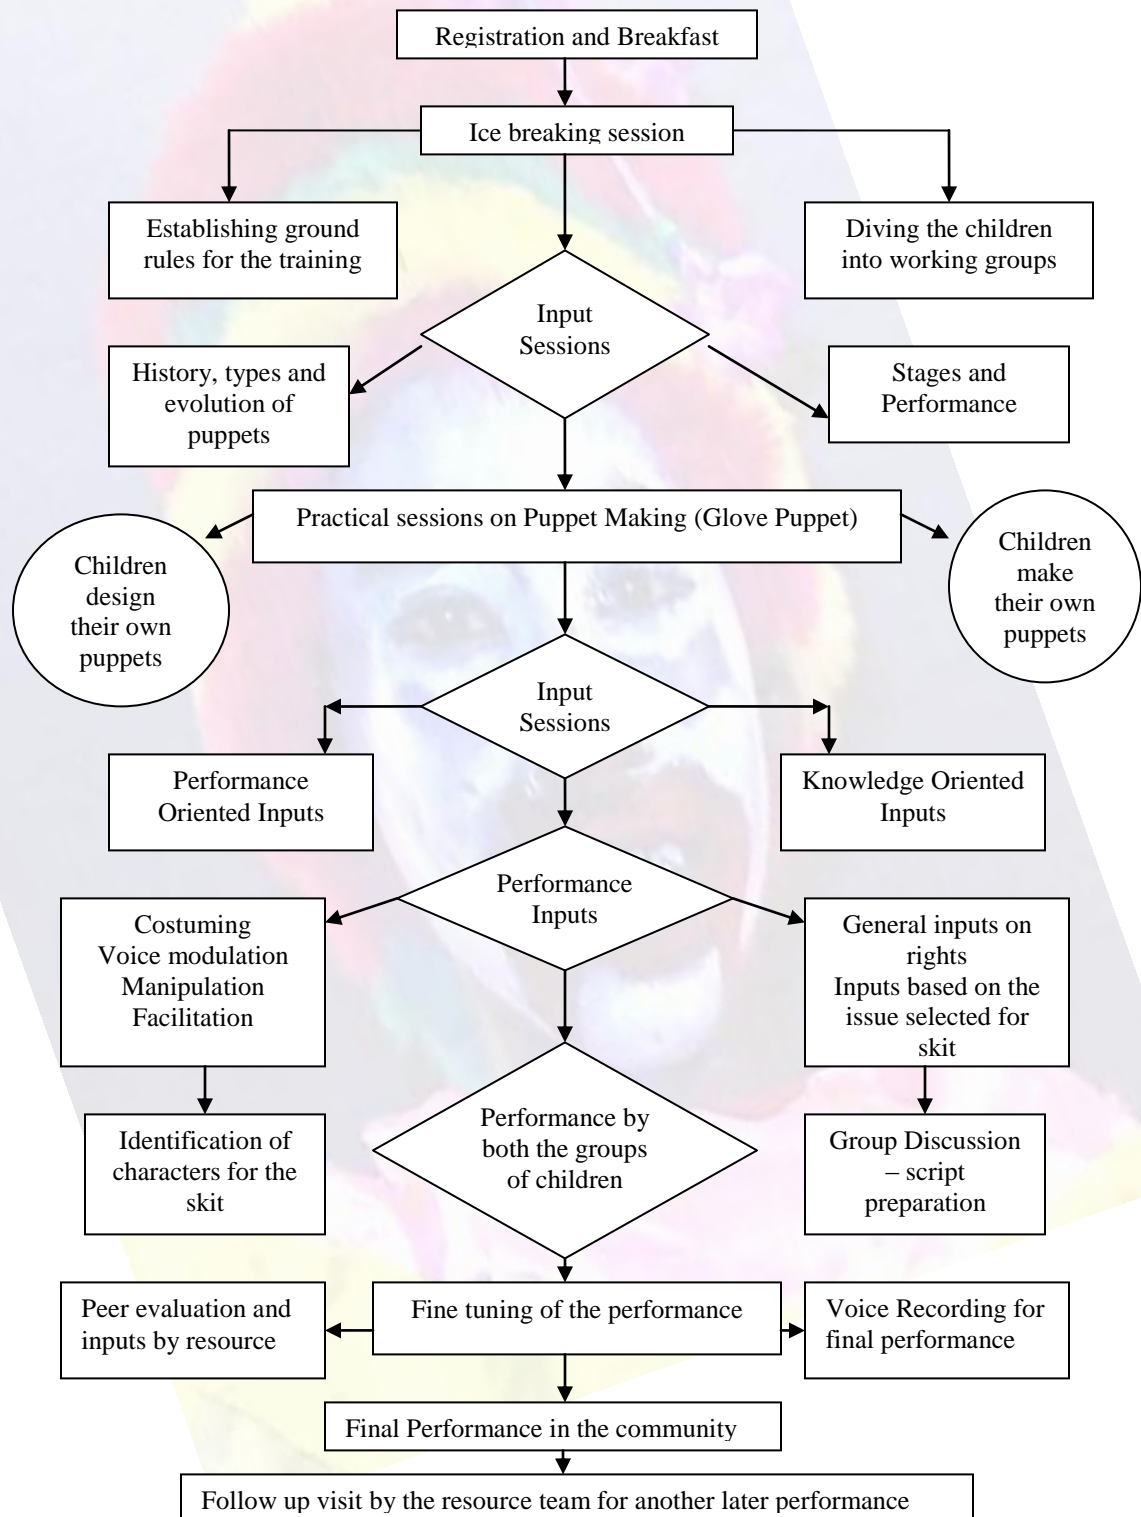 Registration and Breakfast
Ice breaking session
Establishing ground
rules for the training
Diving the children
into working groups
Input
Sessions
History, types and
evolution of
puppets
Stages and
Performance
Practical sessions on Puppet Making (Glove Puppet)
Children
design
their own
puppets
Children
make
their own
puppets
Input
Sessions
Performance
Oriented Inputs
Knowledge Oriented
Inputs
Performance
Inputs
Costuming
Voice modulation
Manipulation
Facilitation
General inputs on
rights
Inputs based on the
issue selected for
skit
Identification of
characters for the
skit
Performance by
both the groups
of children
Group Discussion
– script
preparation
Peer evaluation and
inputs by resource
Fine tuning of the performance
Voice Recording for
final performance
Final Performance in the community
Follow up visit by the resource team for another later performance